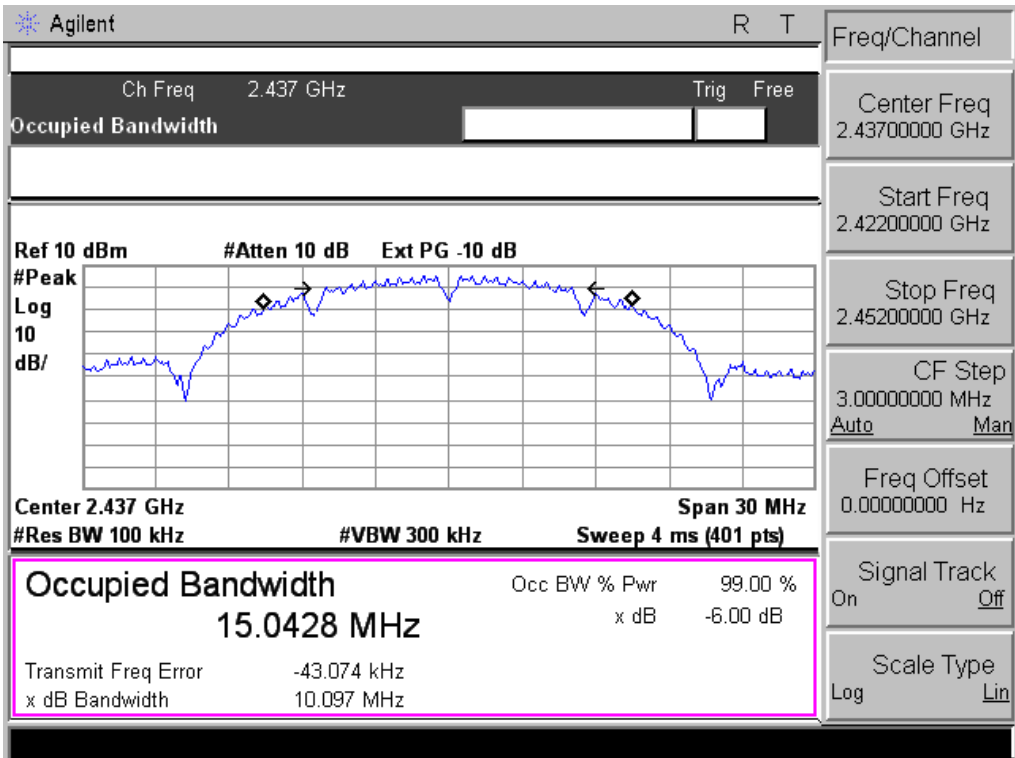 Agilent R T
Ch Freq 2.437 GHz Trig Free
Occupied Bandwidth
Ref 10 dBm #Atten 10 dB Ext PG -10 dB
#Peak
Log
10
dB/
Center 2.437 GHz Span 30 MHz
#Res BW 100 kHz #VBW 300 kHz Sweep 4 ms (401 pts)
Occupied Bandwidth Occ BW % Pwr 99.00 %
15.0428 MHz x dB -6.00 dB
Transmit Freq Error -43.074 kHz
x dB Bandwidth 10.097 MHz
Freq/Channel
Center Freq
2.43700000 GHz
Start Freq
2.42200000 GHz
Stop Freq
2.45200000 GHz
CF Step
3.00000000 MHz
Auto Man
Freq Offset
0.00000000 Hz
Signal Track
On Off
Scale Type
Log Lin